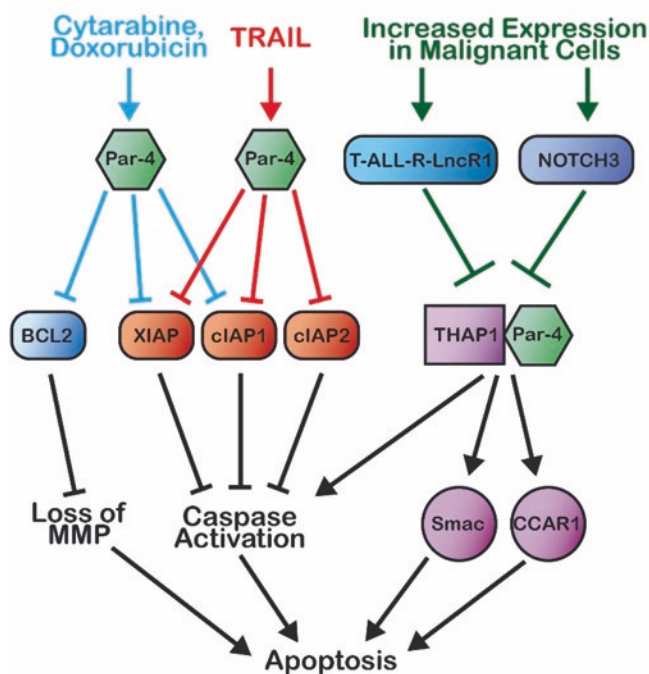 Cytarabine,
Doxorubicin
TRAIL
Increased Expression
in Malignant Cells
Par-4
Par-4
T-ALL-R-LncR1
NOTCH3
BCL2
XIAP
cIAP1
cIAP2
THAP1
Par-4
Loss of
MMP
Caspase
Activation
Smac
CCAR1
Apoptosis